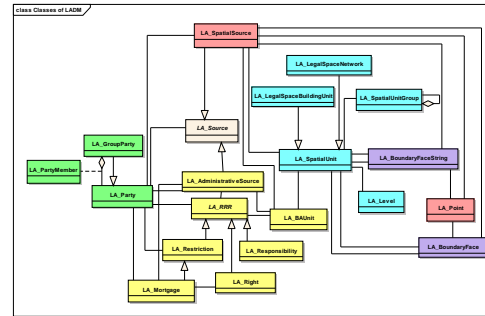 class Classes of LADM
LA_SpatialSource
LA_LegalSpaceNetwork
LA_LegalSpaceBuildingUnit
LA_SpatialUnitGroup
LA_Source
LA_GroupParty
LA_SpatialUnit
LA_BoundaryFaceString
LA_PartyMember
LA_AdministrativeSource
LA_Party
LA_Level
LA_RRR
LA_Point
LA_BAUnit
LA_Restriction
LA_Responsibility
LA_BoundaryFace
LA_Mortgage
LA_Right